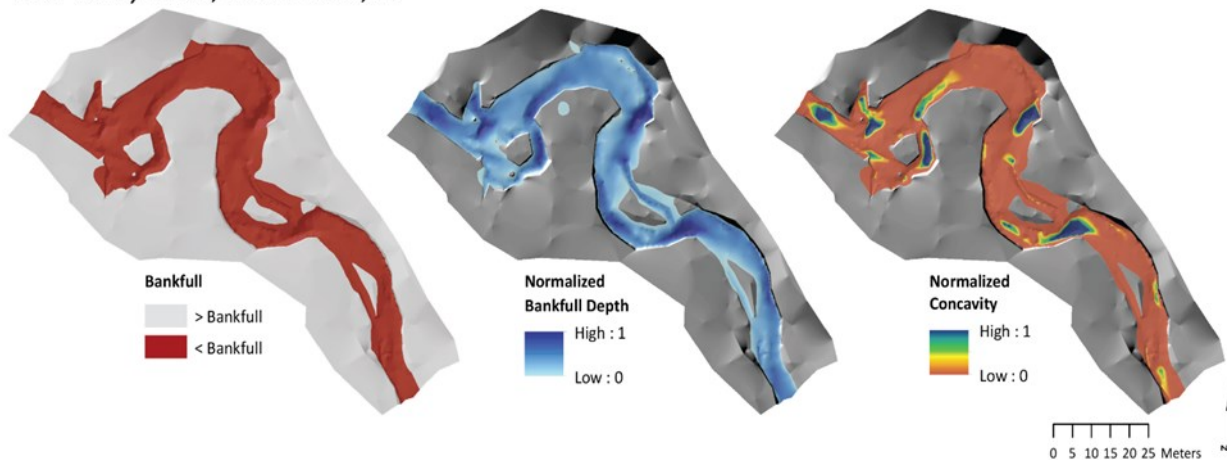 Bankfull
> Bankfull
< Bankfull
Normalized
Bankfull Depth
High : 1
Low : 0
Normalized
Concavity
High : 1
Low : 0
0 5 10 15 20 25 Meters
N